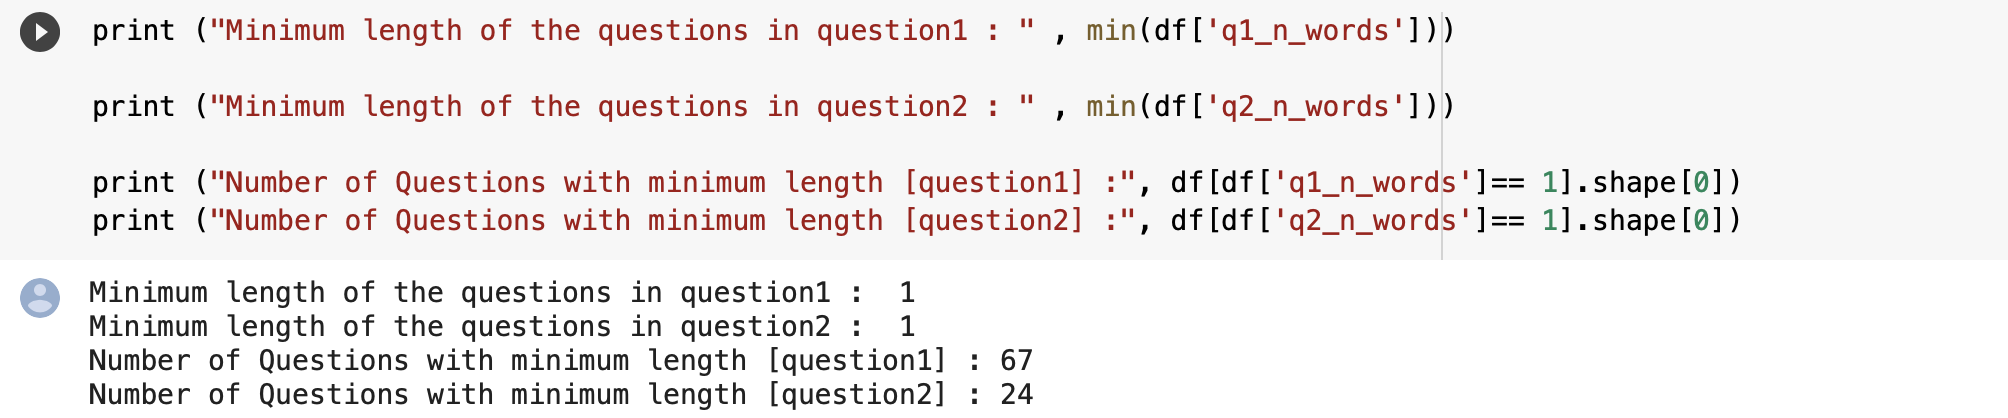 print ("Minimum length of the questions in question1 : " , min(df['q1_n_words']))
print ("Minimum length of the questions in question2 : " , min(df['q2_n_words']))
print ("Number of Questions with minimum length [question1] :", df[df['q1_n_words']== 1].shape[0])
print ("Number of Questions with minimum length [question2] :", df[df['q2_n_words']== 1].shape[0])
Minimum length of the questions in question1 :  1
Minimum length of the questions in question2 :  1
Number of Questions with minimum length [question1] : 67
Number of Questions with minimum length [question2] : 24